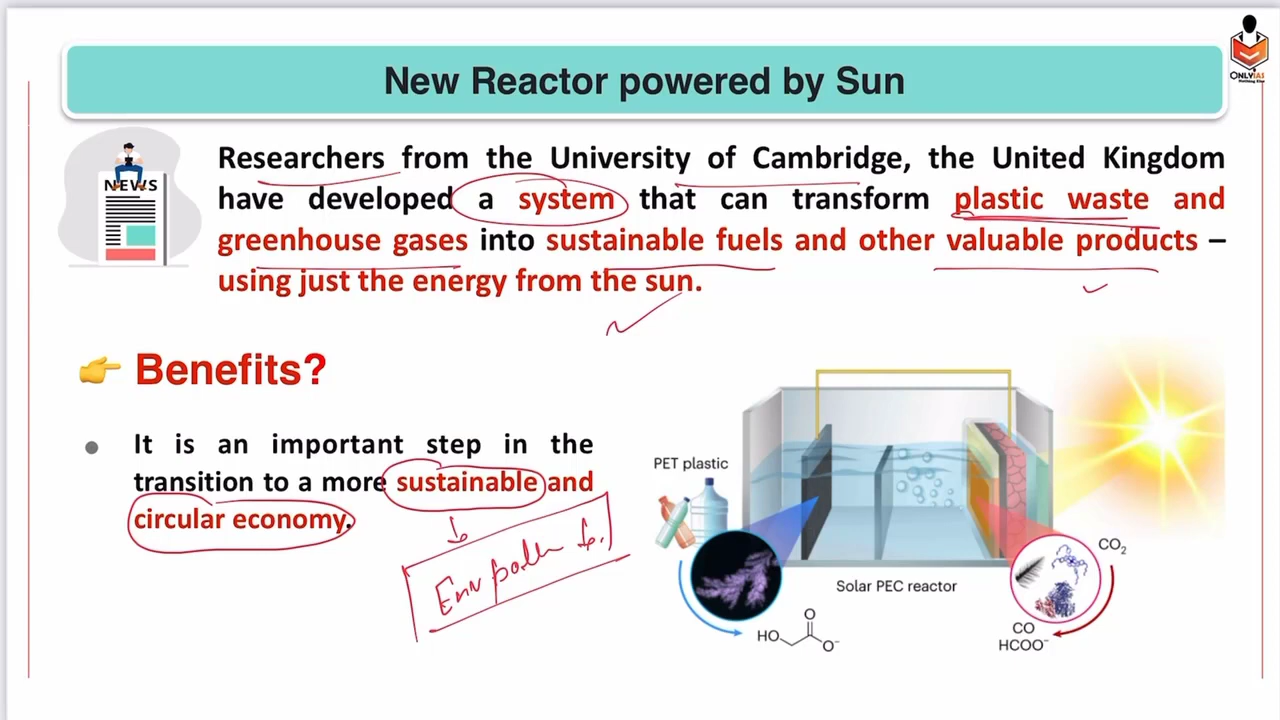 New Reactor powered by Sun
ONLYIAS
NEWS
Researchers from the University of Cambridge, the United Kingdom
have developed a system that can transform plastic waste and
greenhouse gases into sustainable fuels and other valuable products –
using just the energy from the sun.
Benefits?
It is an important step in the
transition to a more sustainable and
circular economy.
PET plastic
Solar PEC reactor
CO₂
CO
HCOO⁻
HO
O
O⁻